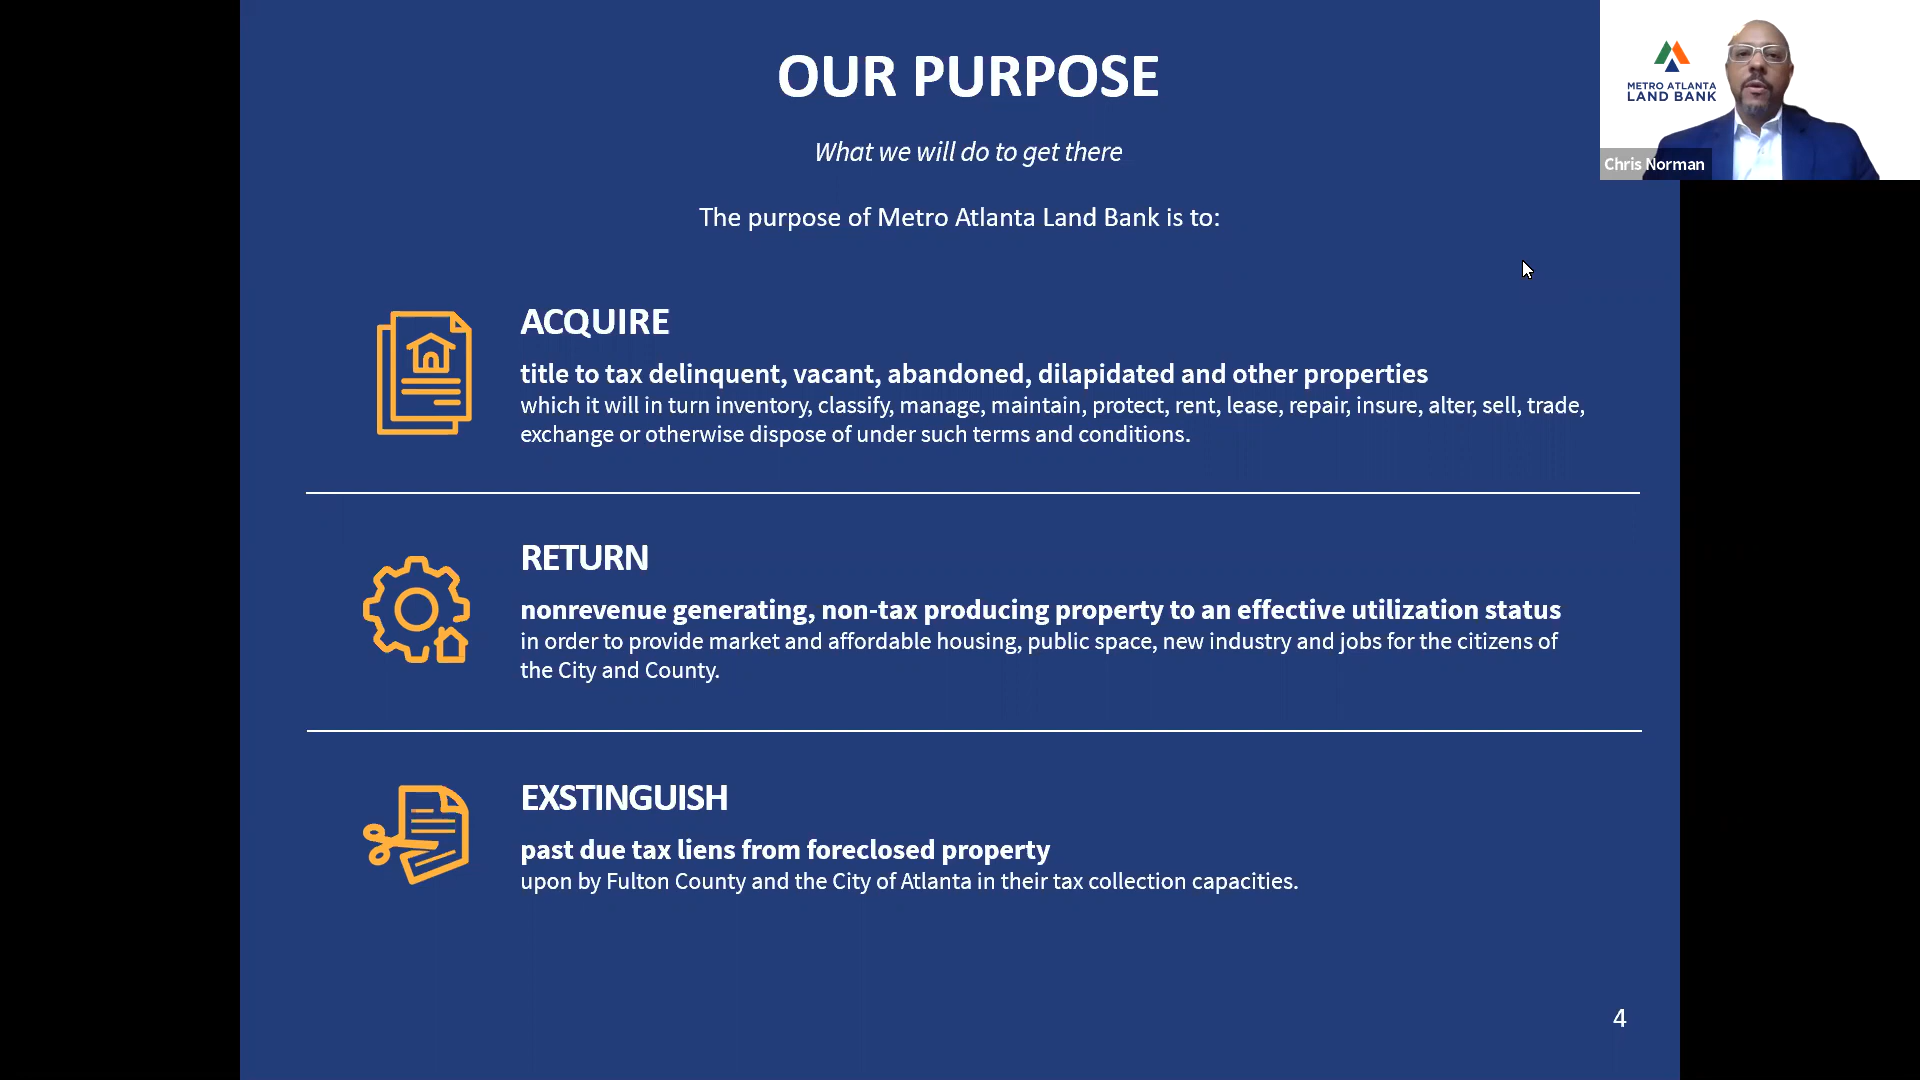 OUR PURPOSE
What we will do to get there
The purpose of Metro Atlanta Land Bank is to:
METRO ATLANTA
LAND BANK
Chris Norman
ACQUIRE
title to tax delinquent, vacant, abandoned, dilapidated and other properties
which it will in turn inventory, classify, manage, maintain, protect, rent, lease, repair, insure, alter, sell, trade,
exchange or otherwise dispose of under such terms and conditions.
RETURN
nonrevenue generating, non-tax producing property to an effective utilization status
in order to provide market and affordable housing, public space, new industry and jobs for the citizens of
the City and County.
EXSTINGUISH
past due tax liens from foreclosed property
upon by Fulton County and the City of Atlanta in their tax collection capacities.
4